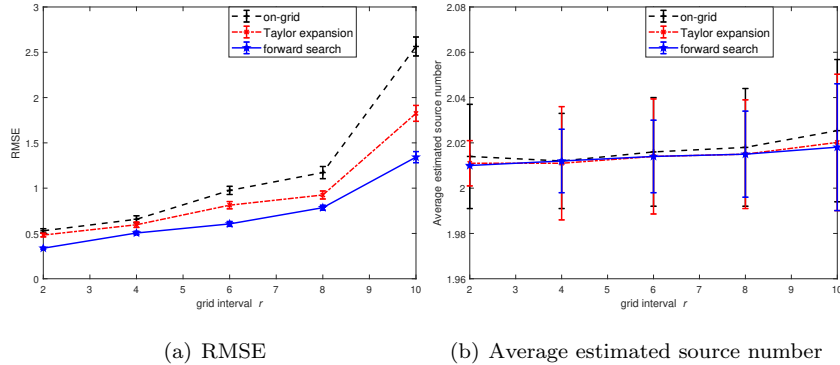 3
2.5
2
1.5
1
0.5
0
RMSE
on-grid
Taylor expansion
forward search
2 3 4 5 6 7 8 9 10
grid interval r
(a) RMSE
2.08
2.06
2.04
2.02
2
1.98
1.96
Average estimated source number
on-grid
Taylor expansion
forward search
2 3 4 5 6 7 8 9 10
grid interval r
(b) Average estimated source number